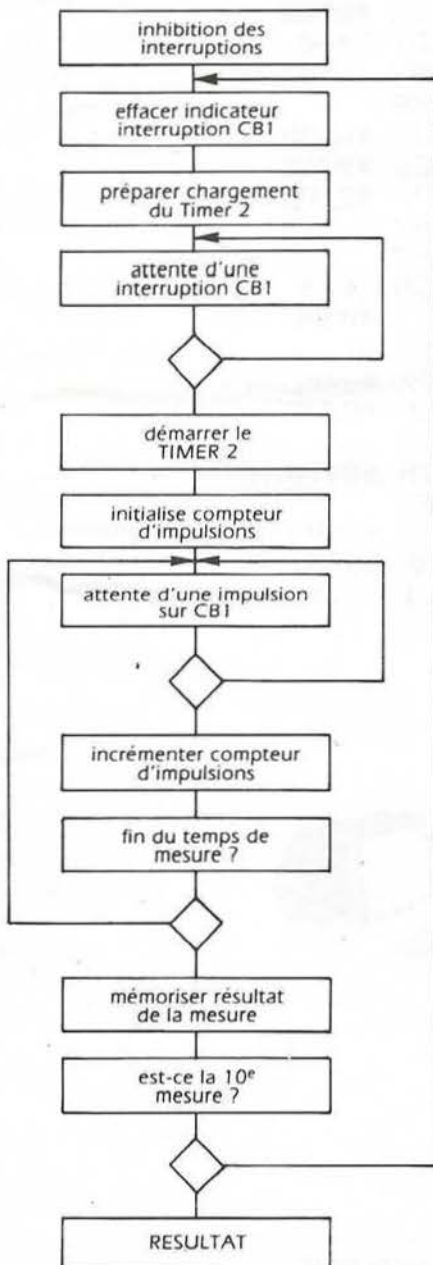 inhibition des
interruptions
effacer indicateur
interruption CB1
préparer chargement
du Timer 2
attente d'une
interruption CB1
démarrer le
TIMER 2
initialise compteur
d'impulsions
attente d'une impulsion
sur CB1
incrémenter compteur
d'impulsions
fin du temps de
mesure ?
mémoriser résultat
de la mesure
est-ce la 10e
mesure ?
RESULTAT